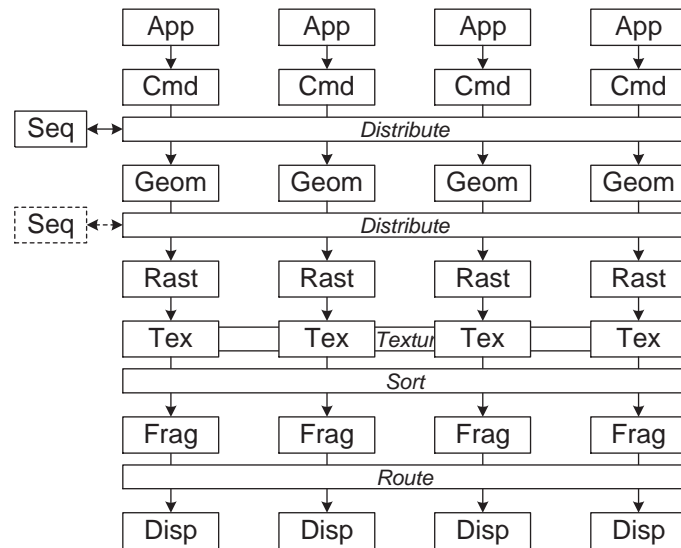 App App App App
Cmd Cmd Cmd Cmd
Seq Distribute
Geom Geom Geom Geom
Seq Distribute
Rast Rast Rast Rast
Tex Tex Textur Tex Tex
Sort
Frag Frag Frag Frag
Route
Disp Disp Disp Disp